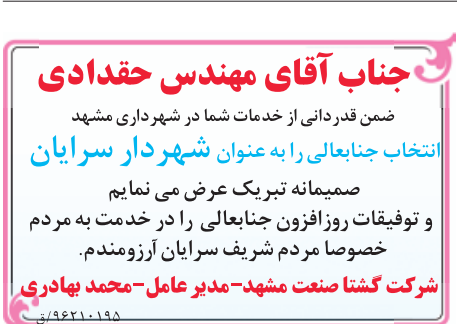 جناب آقای مهندس حقدادی
ضمن قدردانی از خدمات شما در شهرداری مشهد
انتخاب جنابعالی را به عنوان شهردار سرایان
صمیمانه تبریک عرض می نمایم
و توفیقات روزافزون جنابعالی را در خدمت به مردم
خصوصا مردم شریف سرایان آرزومندم.
شرکت گشتا صنعت مشهد-مدیر عامل-محمد بهادری
۹۶۲۱۰۱۹۵/ق